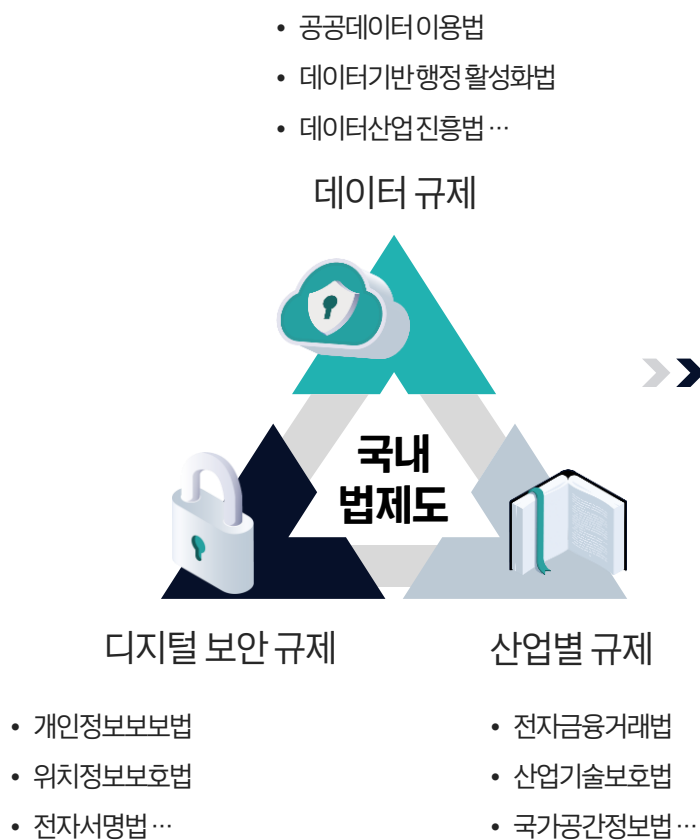 • 공공데이터 이용법
• 데이터기반 행정 활성화법
• 데이터산업 진흥법 …
데이터 규제
국내
법제도
디지털 보안 규제
• 개인정보보보법
• 위치정보보호법
• 전자서명법 …
산업별 규제
• 전자금융거래법
• 산업기술보호법
• 국가공간정보법 …